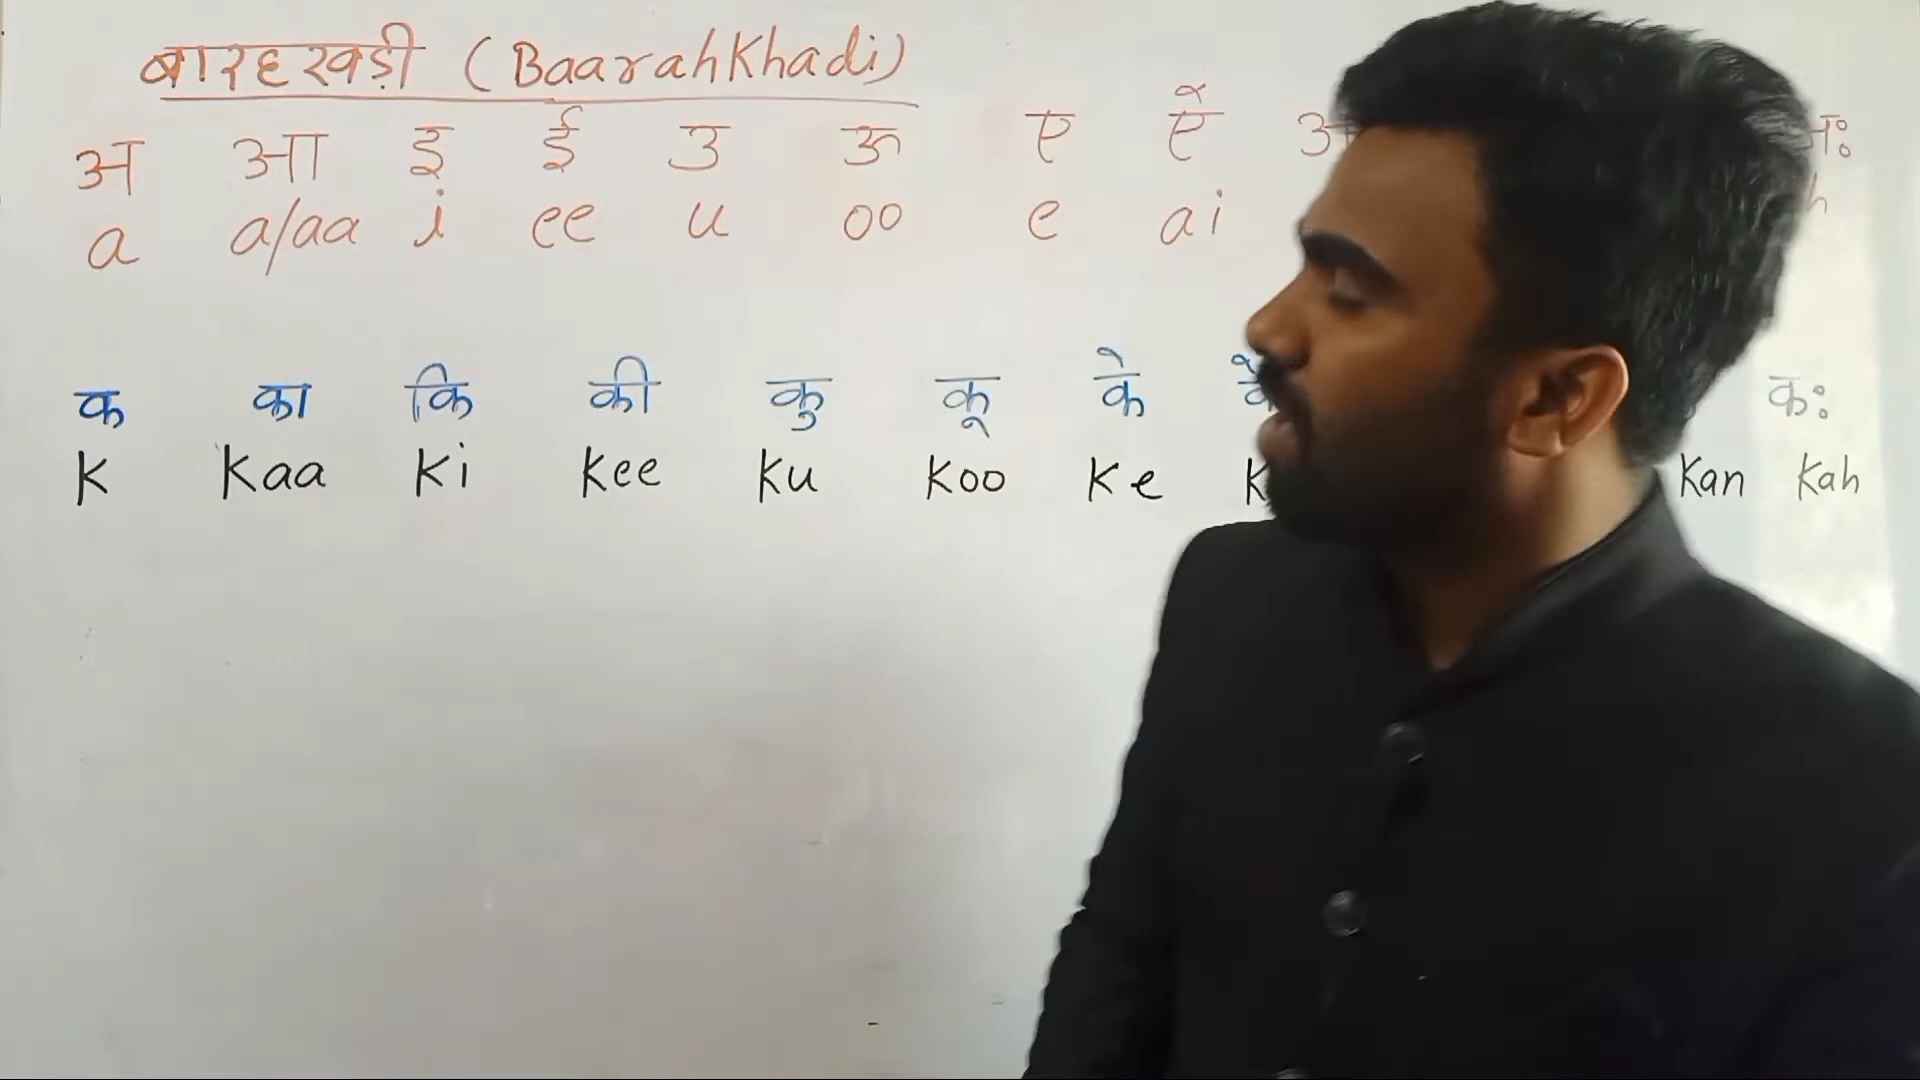 बारहखड़ी (Baarahkhadi)
अ आ इ ई उ ऊ ए ऐ
a a/aa i ee u oo e ai h
क का कि की कु कू के कः
K Kaa Ki Kee Ku Koo Ke K Kan Kah